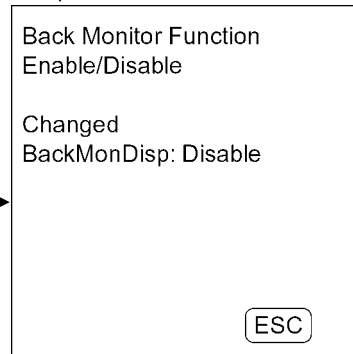 Back Monitor Function
Enable/Disable
Changed
BackMonDisp: Disable
ESC